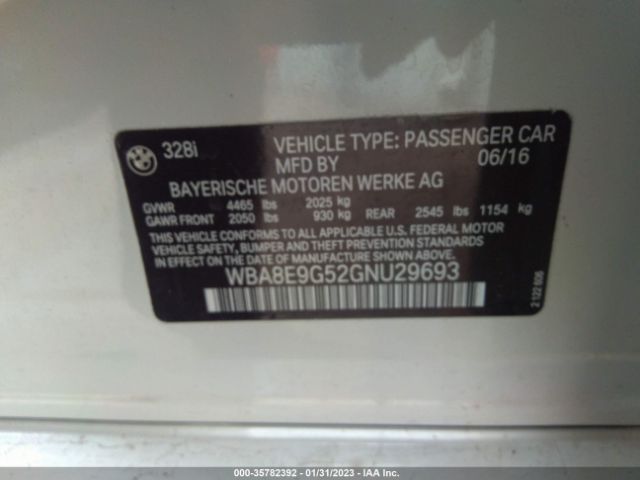 328i VEHICLE TYPE: PASSENGER CAR
MFD BY 06/16
BAYERISCHE MOTOREN WERKE AG
GVWR 4465 lbs 2025 kg
GAWR FRONT 2050 lbs 930 kg REAR 2545 lbs 1154 kg
THIS VEHICLE CONFORMS TO ALL APPLICABLE U.S. FEDERAL MOTOR
VEHICLE SAFETY, BUMPER AND THEFT PREVENTION STANDARDS
IN EFFECT ON THE DATE OF MANUFACTURE SHOWN ABOVE.
WBA8E9G52GNU29693
2 122 606
000-35782392 - 01/31/2023 - IAA Inc.